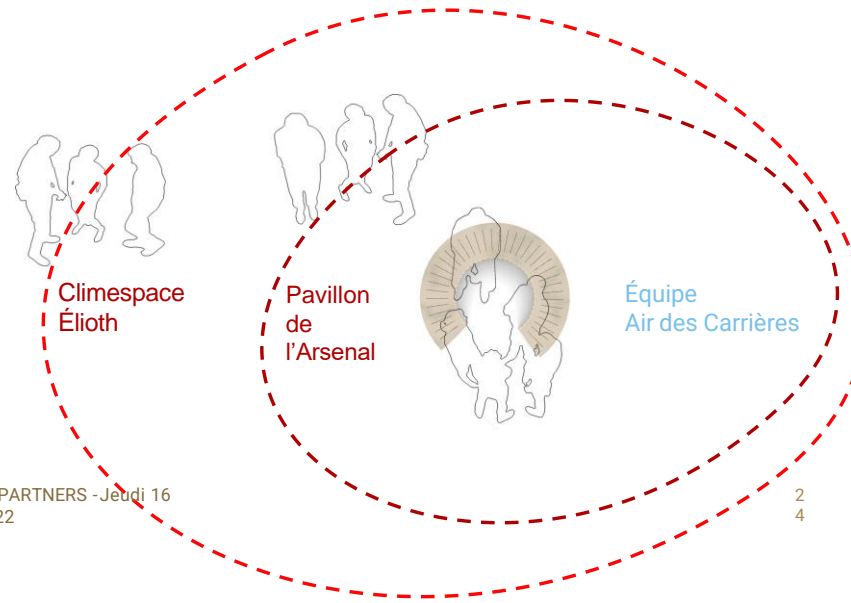 Climespace
Élioth
Pavillon
de
l'Arsenal
Équipe
Air des Carrières
PARTNERS - Jeudi 16
22
2
4